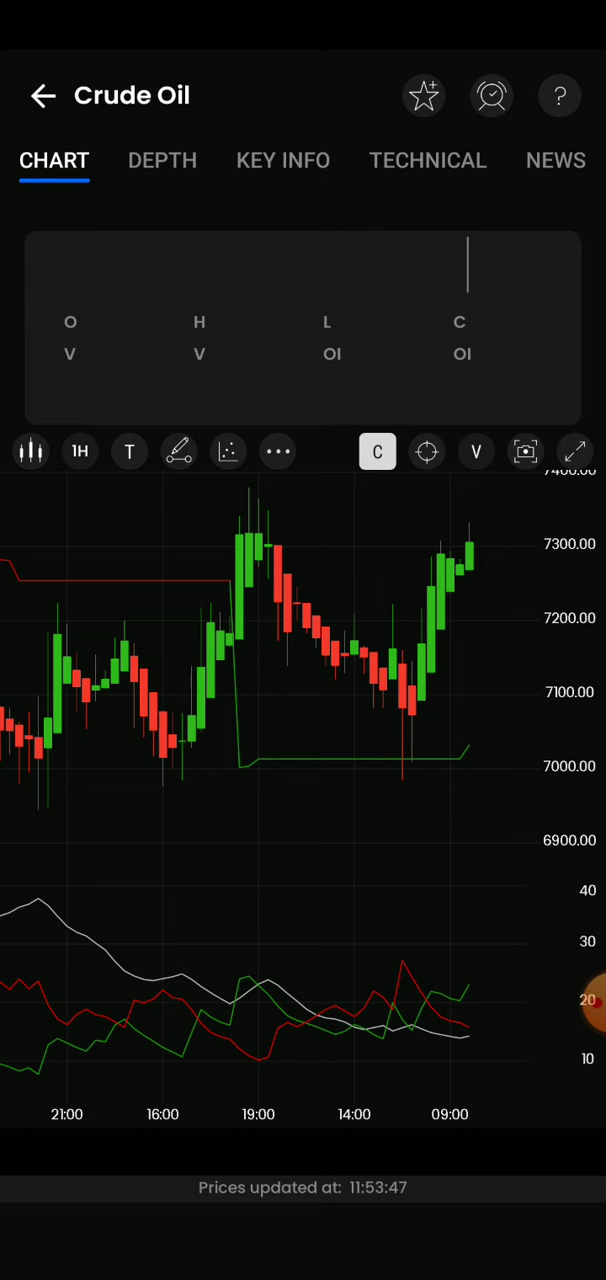 Crude Oil ?
CHART DEPTH KEY INFO TECHNICAL NEWS
O H L C
V V OI OI
1H T C V
7400.00
7300.00
7200.00
7100.00
7000.00
6900.00
40
30
20
10
21:00 16:00 19:00 14:00 09:00
Prices updated at: 11:53:47